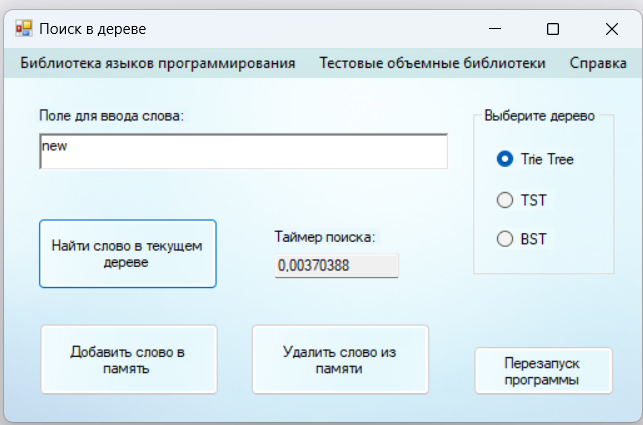 Поиск в дереве
Библиотека языков программирования Тестовые объемные библиотеки Справка
Поле для ввода слова:
new
Выберите дерево
Trie Tree
TST
BST
Найти слово в текущем
дереве
Таймер поиска:
0,00370388
Добавить слово в
память
Удалить слово из
памяти
Перезапуск
программы